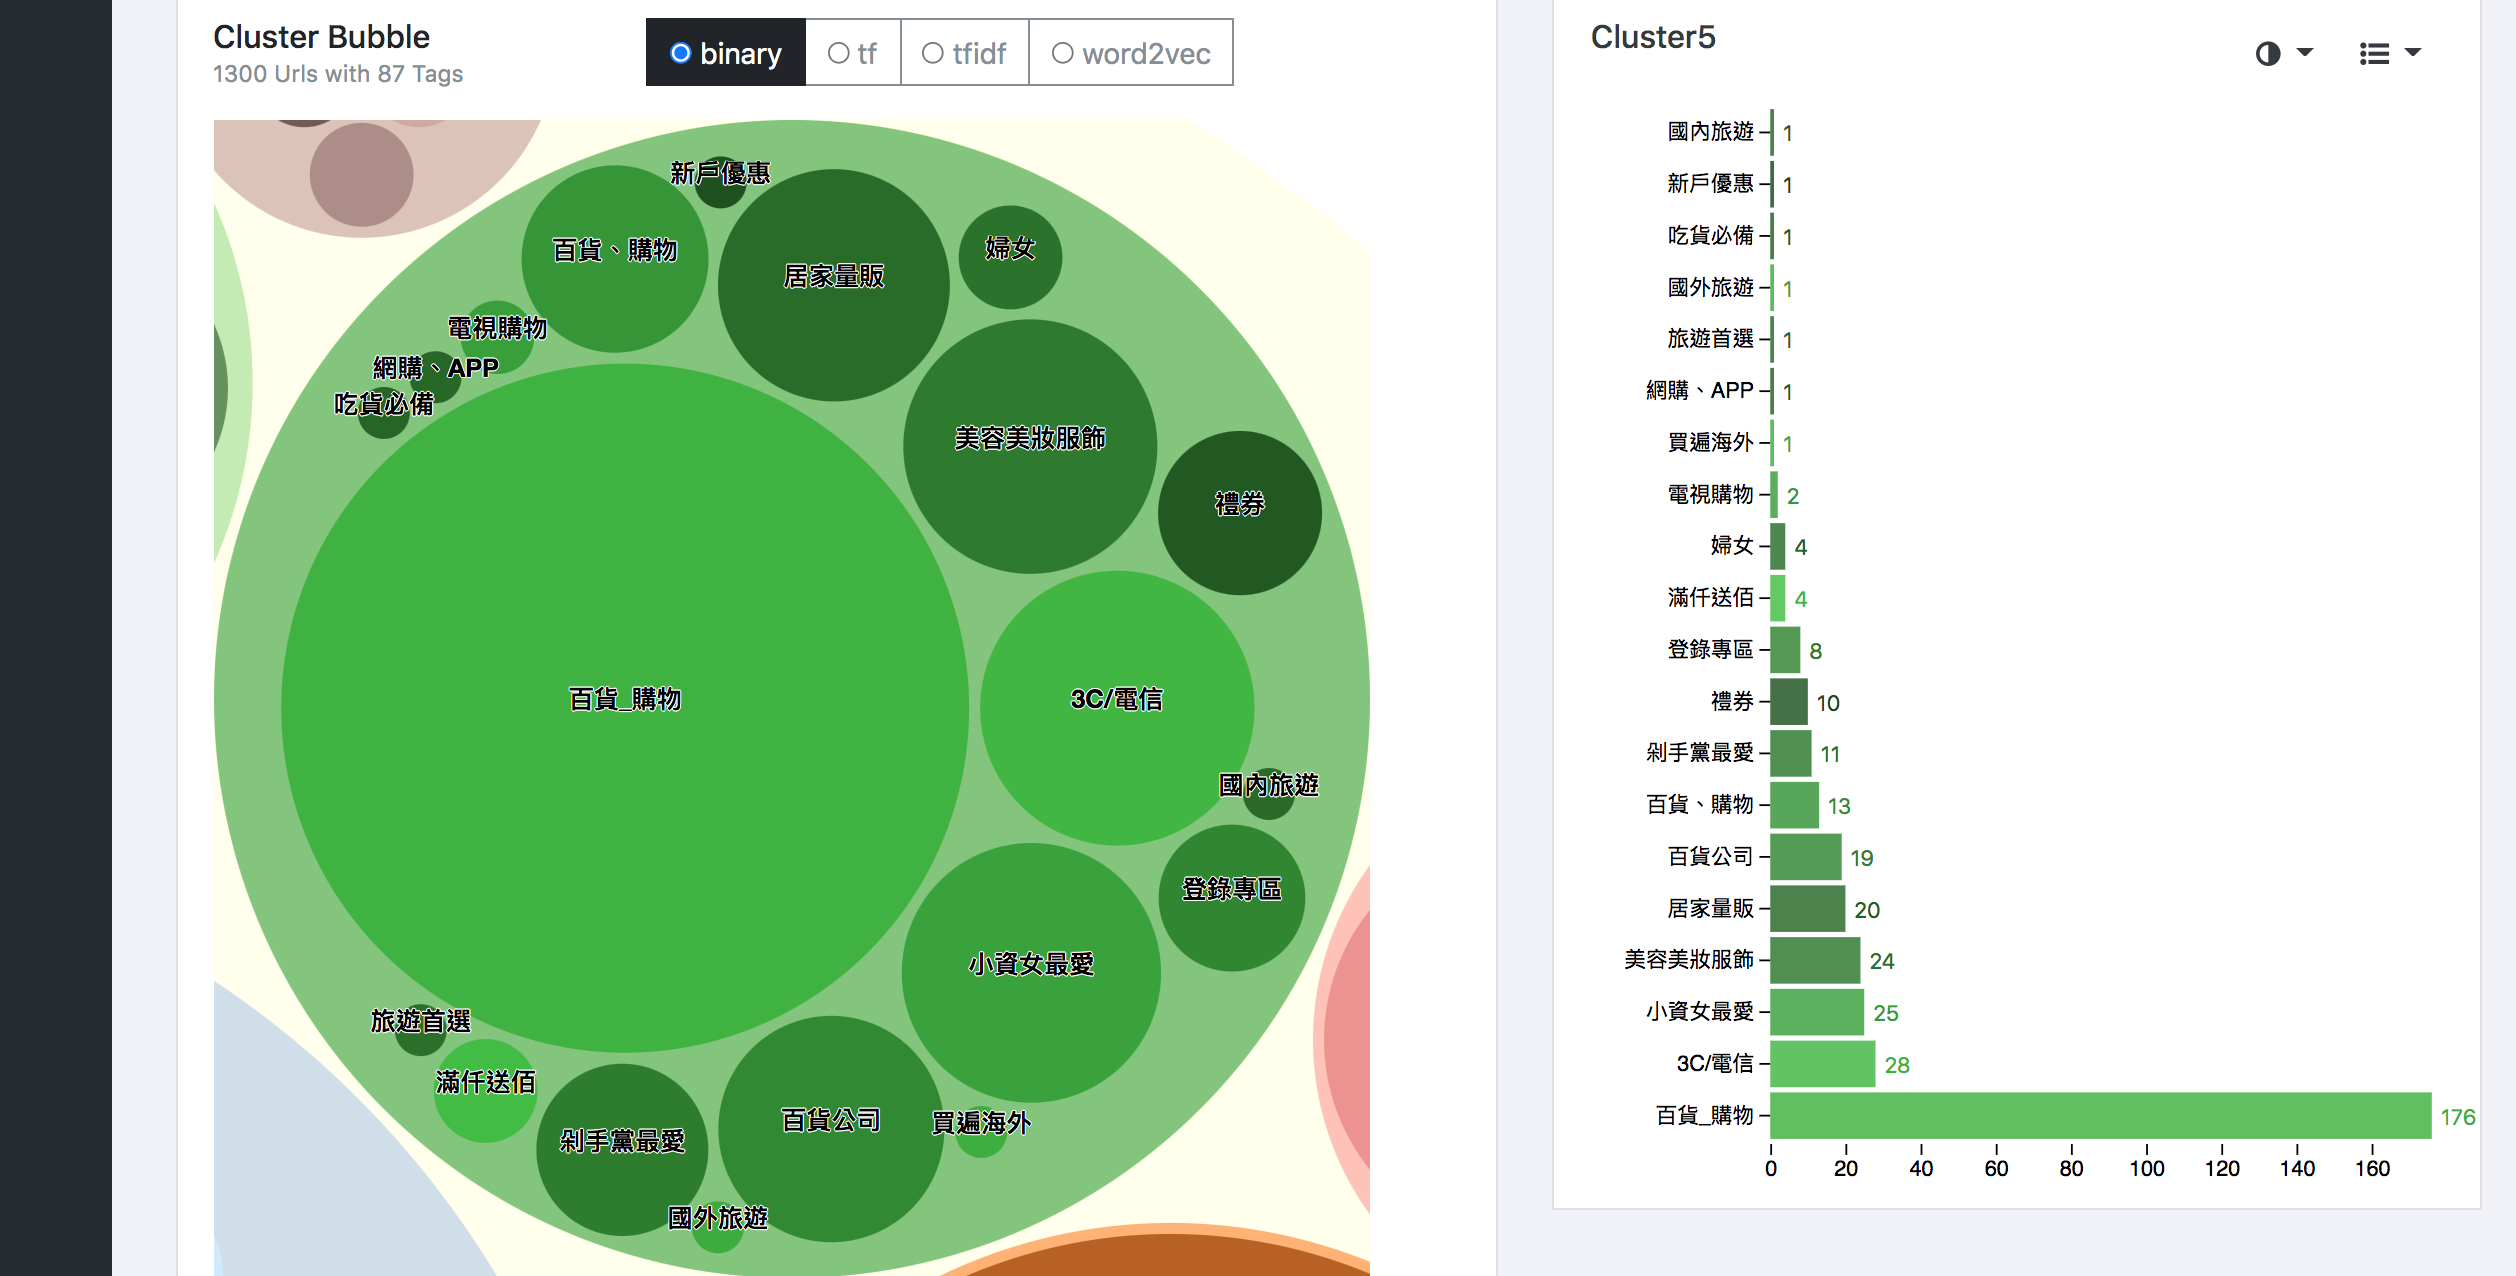 Cluster Bubble
1300 Urls with 87 Tags
binary
tf
tfidf
word2vec
新戶優惠
百貨、購物
居家量販
婦女
電視購物
網購、APP
吃貨必備
美容美妝服飾
禮券
百貨_購物
3C/電信
國內旅遊
登錄專區
小資女最愛
旅遊首選
滿仟送佰
剁手黨最愛
百貨公司
買遍海外
國外旅遊
Cluster5
國內旅遊 1
新戶優惠 1
吃貨必備 1
國外旅遊 1
旅遊首選 1
網購、APP 1
買遍海外 1
電視購物 2
婦女 4
滿仟送佰 4
登錄專區 8
禮券 10
剁手黨最愛 11
百貨、購物 13
百貨公司 19
居家量販 20
美容美妝服飾 24
小資女最愛 25
3C/電信 28
百貨_購物 176
0 20 40 60 80 100 120 140 160